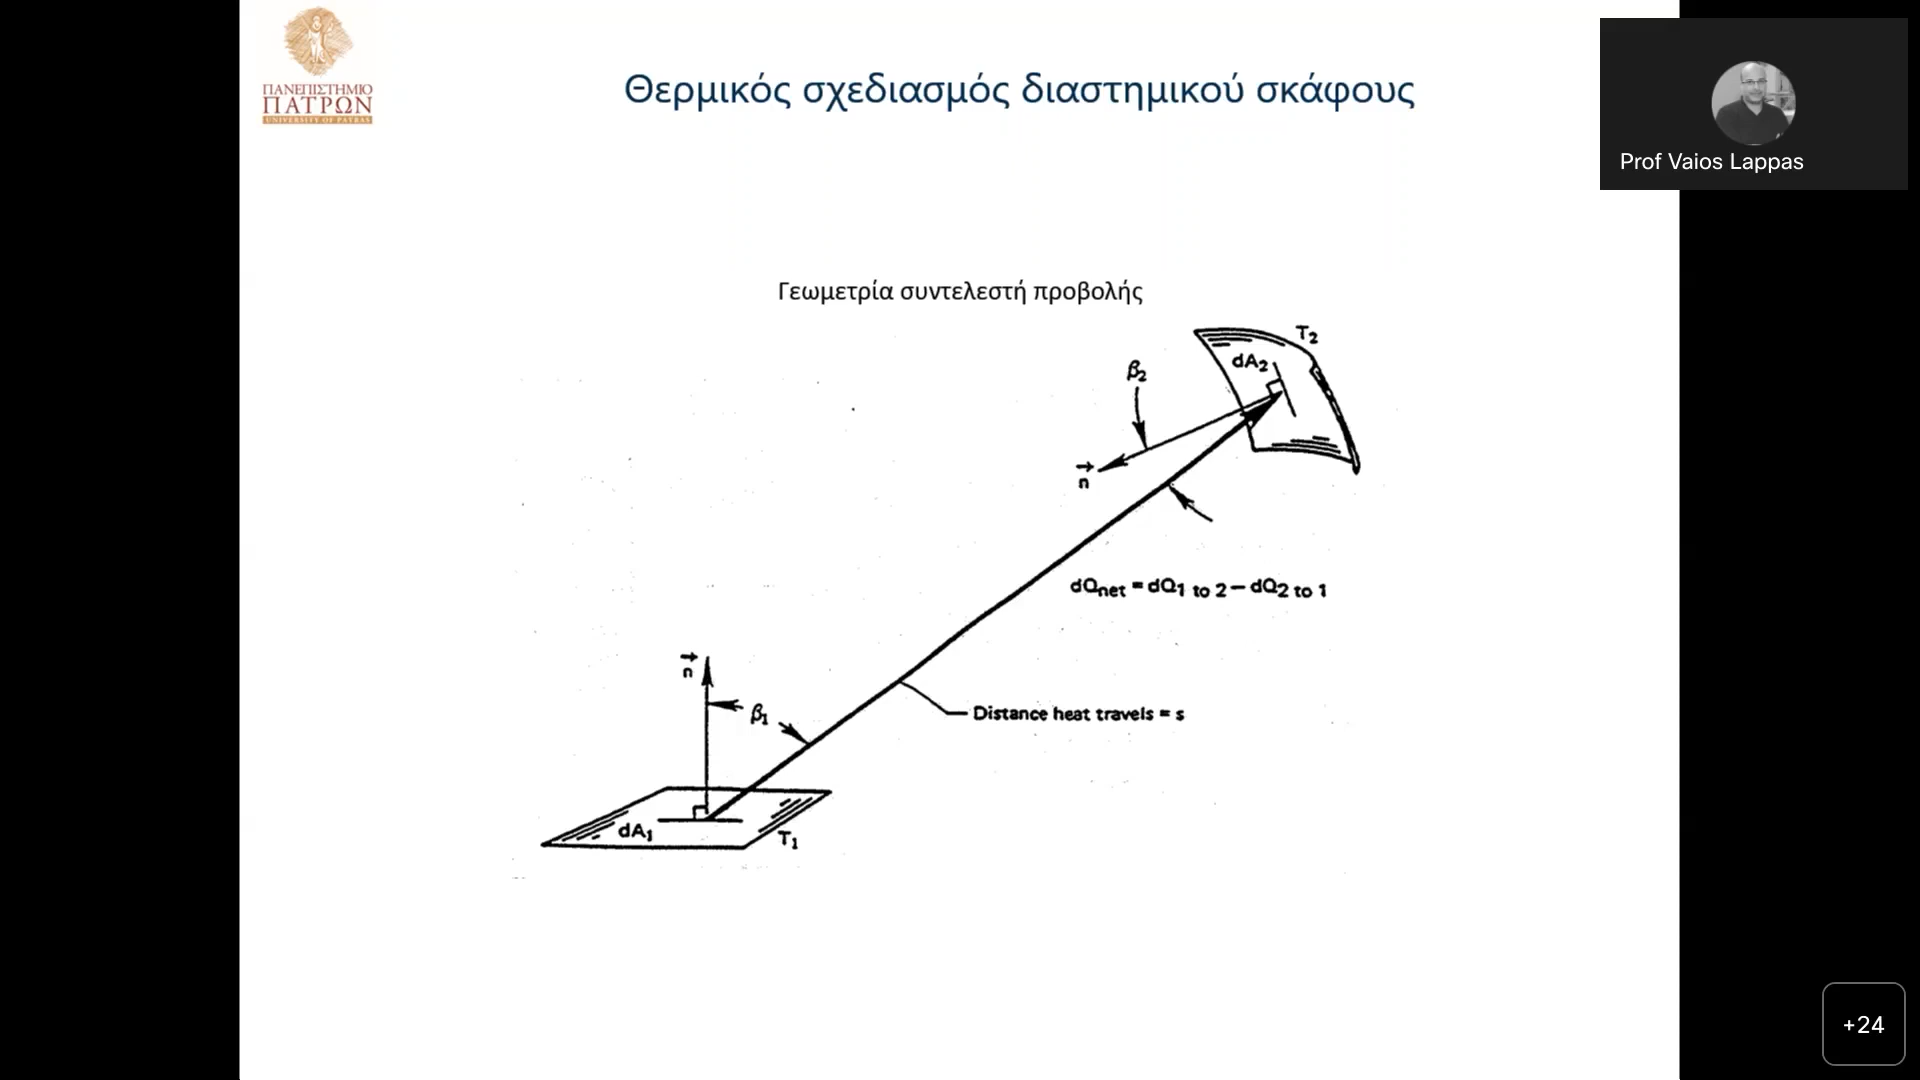 ΠΑΝΕΠΙΣΤΗΜΙΟ
ΠΑΤΡΩΝ
UNIVERSITY OF PATRAS
Θερμικός σχεδιασμός διαστημικού σκάφους
Prof Vaios Lappas
Γεωμετρία συντελεστή προβολής
T₂
dA₂
β₂
n⃗
dQnet = dQ1 to 2 − dQ2 to 1
n⃗
β₁
Distance heat travels = s
dA₁
T₁
+24